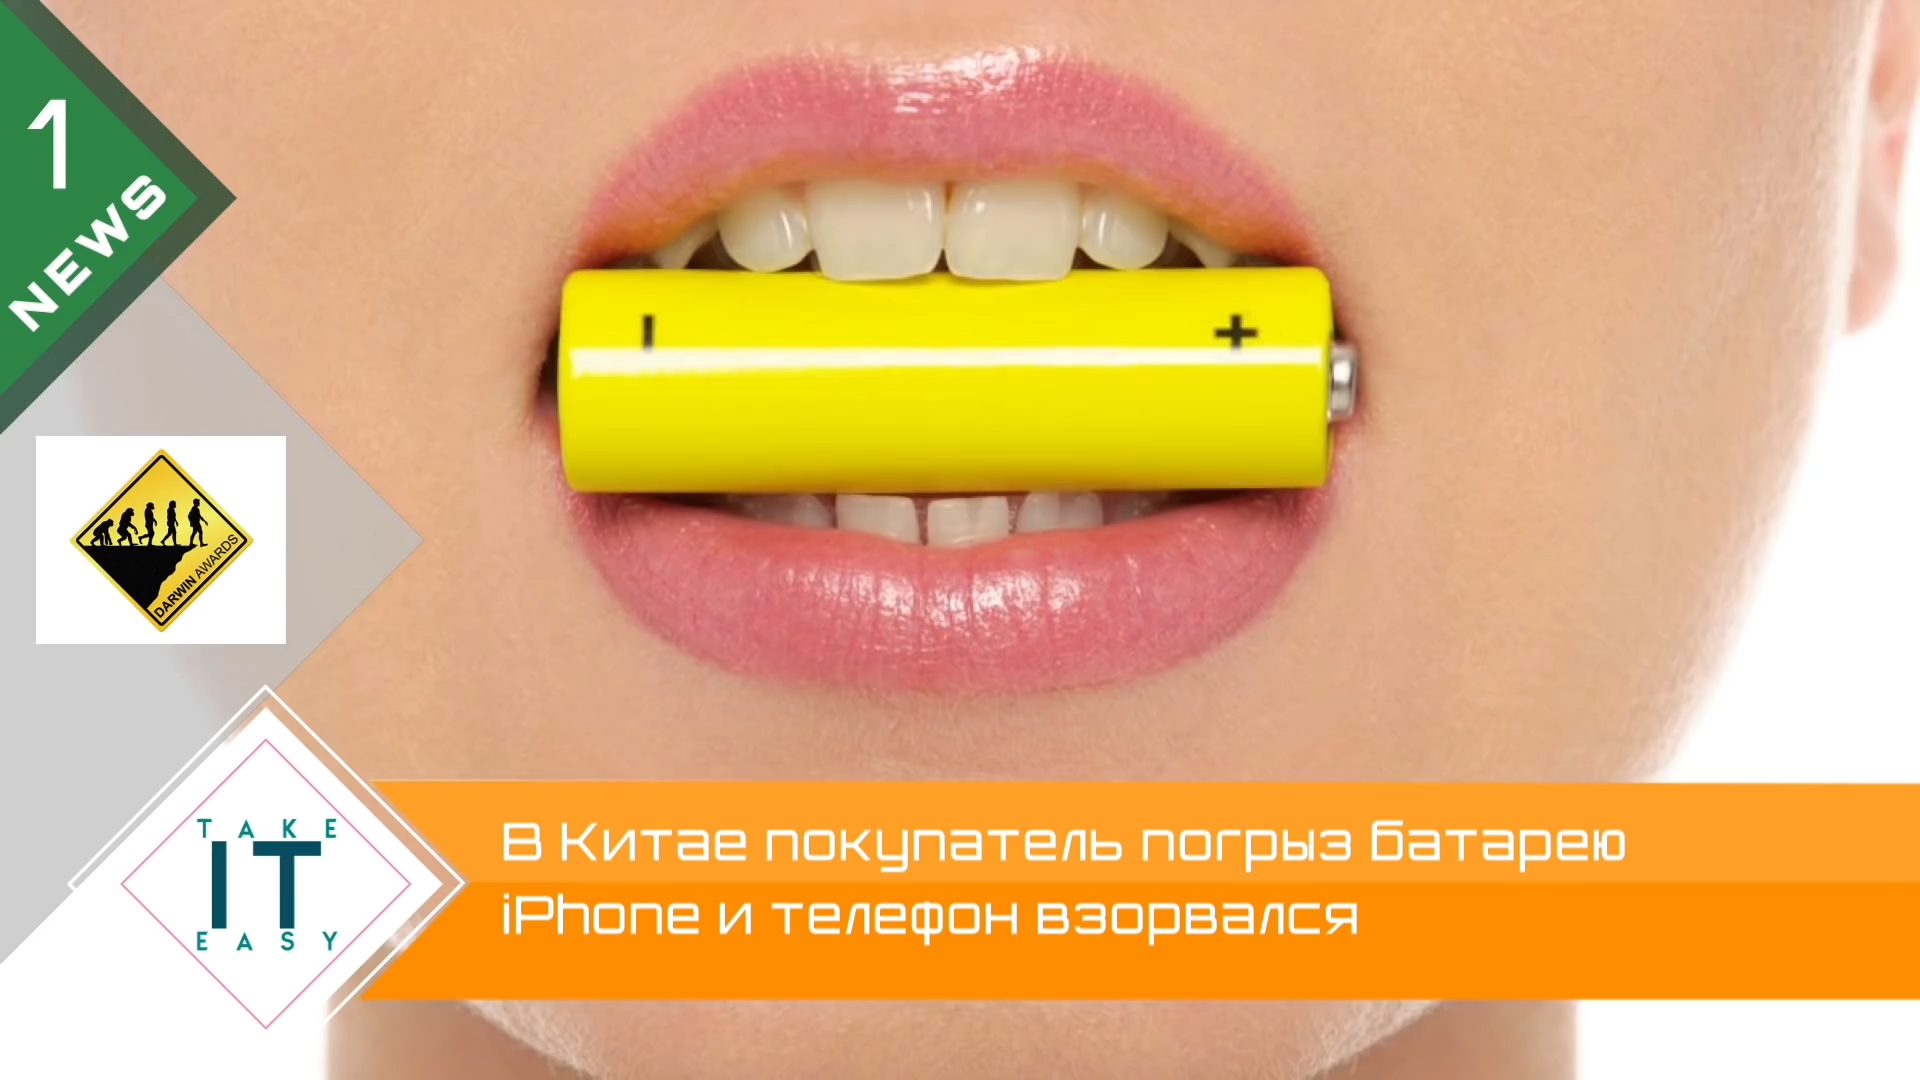 1
NEWS
DARWIN AWARDS
TAKE
IT
EASY
- +
В Китае покупатель погрыз батарею
iPhone и телефон взорвался